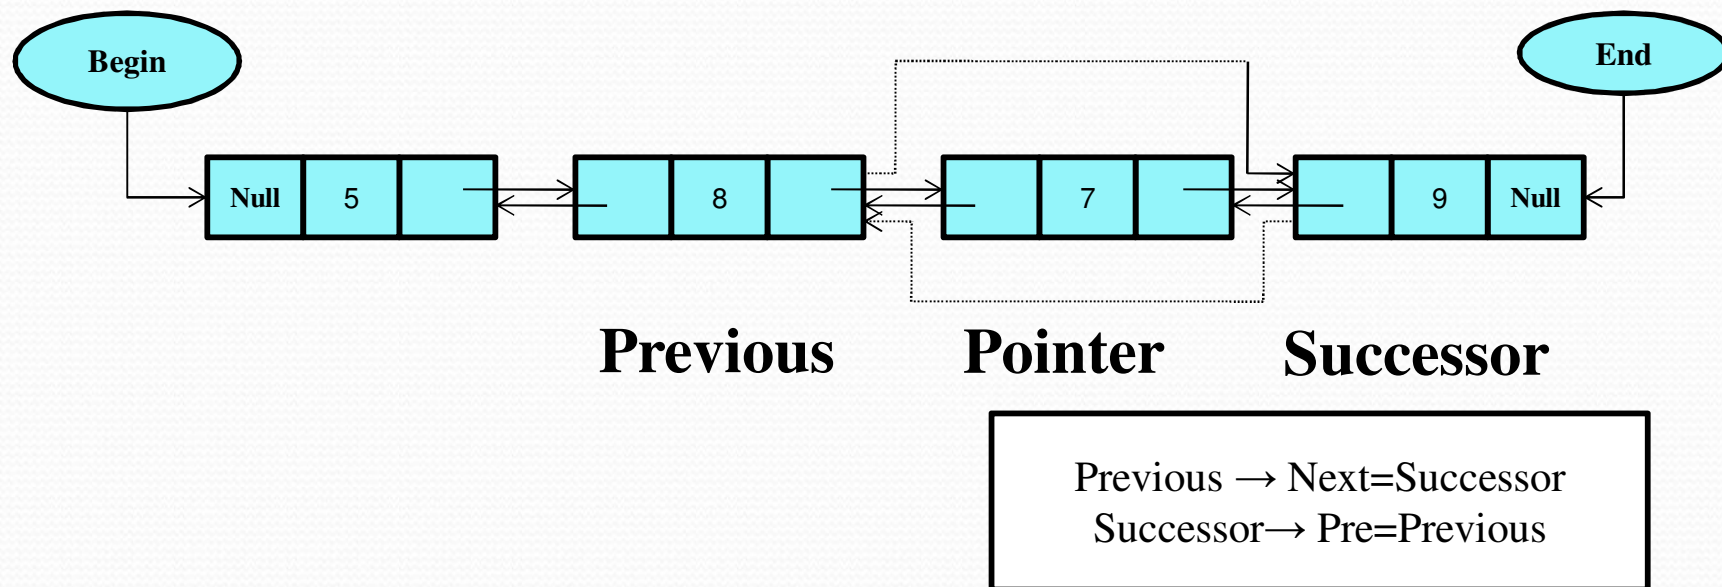 Begin
End
Null 5
8
7
9 Null
Previous Pointer Successor
Previous → Next=Successor
Successor→ Pre=Previous